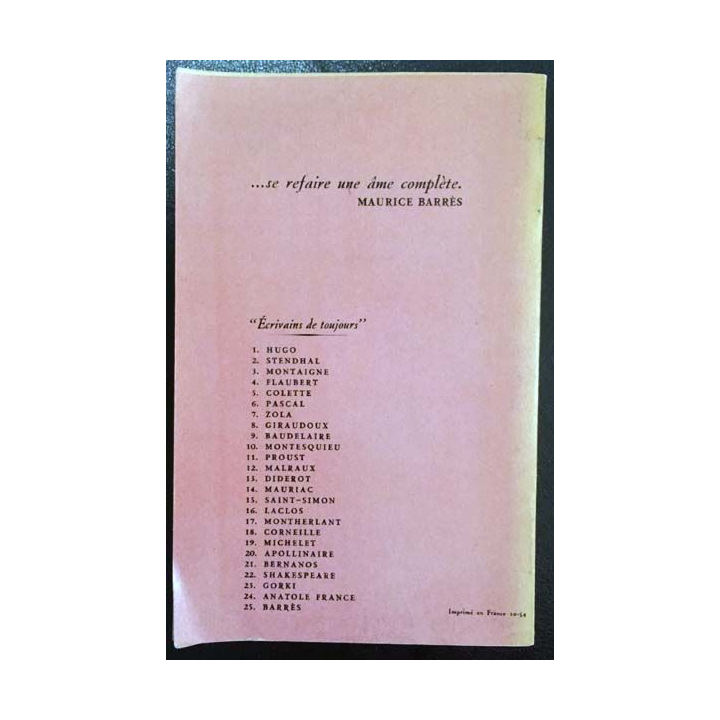 ...se refaire une âme complète.
MAURICE BARRÈS
"Écrivains de toujours"
1. HUGO
2. STENDHAL
3. MONTAIGNE
4. FLAUBERT
5. COLETTE
6. PASCAL
7. ZOLA
8. GIRAUDOUX
9. BAUDELAIRE
10. MONTESQUIEU
11. PROUST
12. MALRAUX
13. DIDEROT
14. MAURIAC
15. SAINT-SIMON
16. LACLOS
17. MONTHERLANT
18. CORNEILLE
19. MICHELET
20. APOLLINAIRE
21. BERNANOS
22. SHAKESPEARE
23. GORKI
24. ANATOLE FRANCE
25. BARRÈS
Imprimé en France 10-54